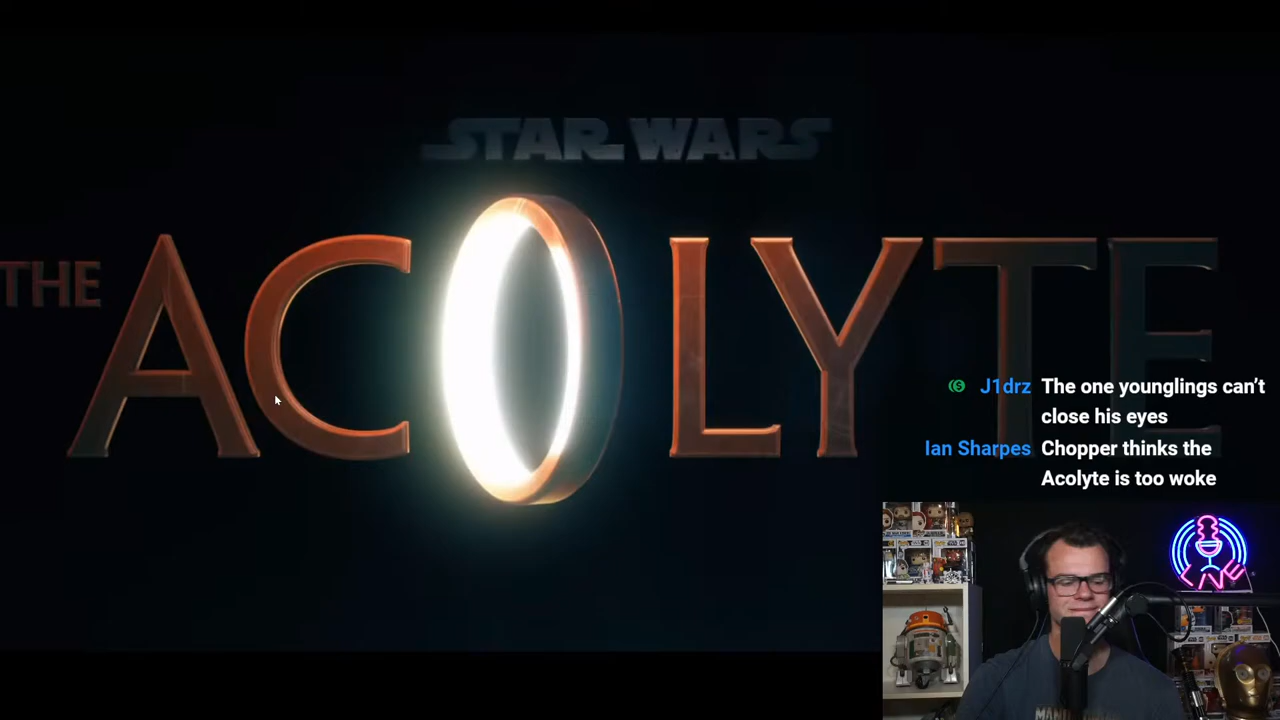 STAR WARS
THE ACOLYTE
J1drz The one younglings can't
close his eyes
Ian Sharpes Chopper thinks the
Acolyte is too woke
LIVE